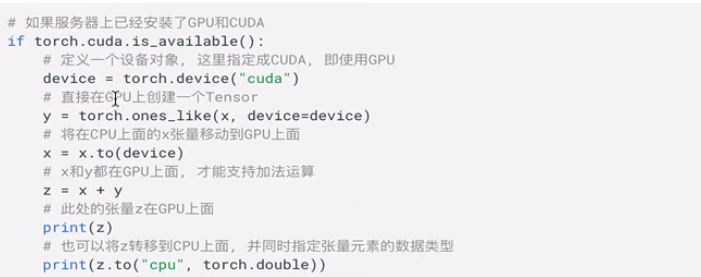 # 如果服务器上已经安装了GPU和CUDA
if torch.cuda.is_available():
    # 定义一个设备对象, 这里指定成CUDA, 即使用GPU
    device = torch.device("cuda")
    # 直接在GPU上创建一个Tensor
    y = torch.ones_like(x, device=device)
    # 将在CPU上面的x张量移动到GPU上面
    x = x.to(device)
    # x和y都在GPU上面, 才能支持加法运算
    z = x + y
    # 此处的张量z在GPU上面
    print(z)
    # 也可以将z转移到CPU上面, 并同时指定张量元素的数据类型
    print(z.to("cpu", torch.double))